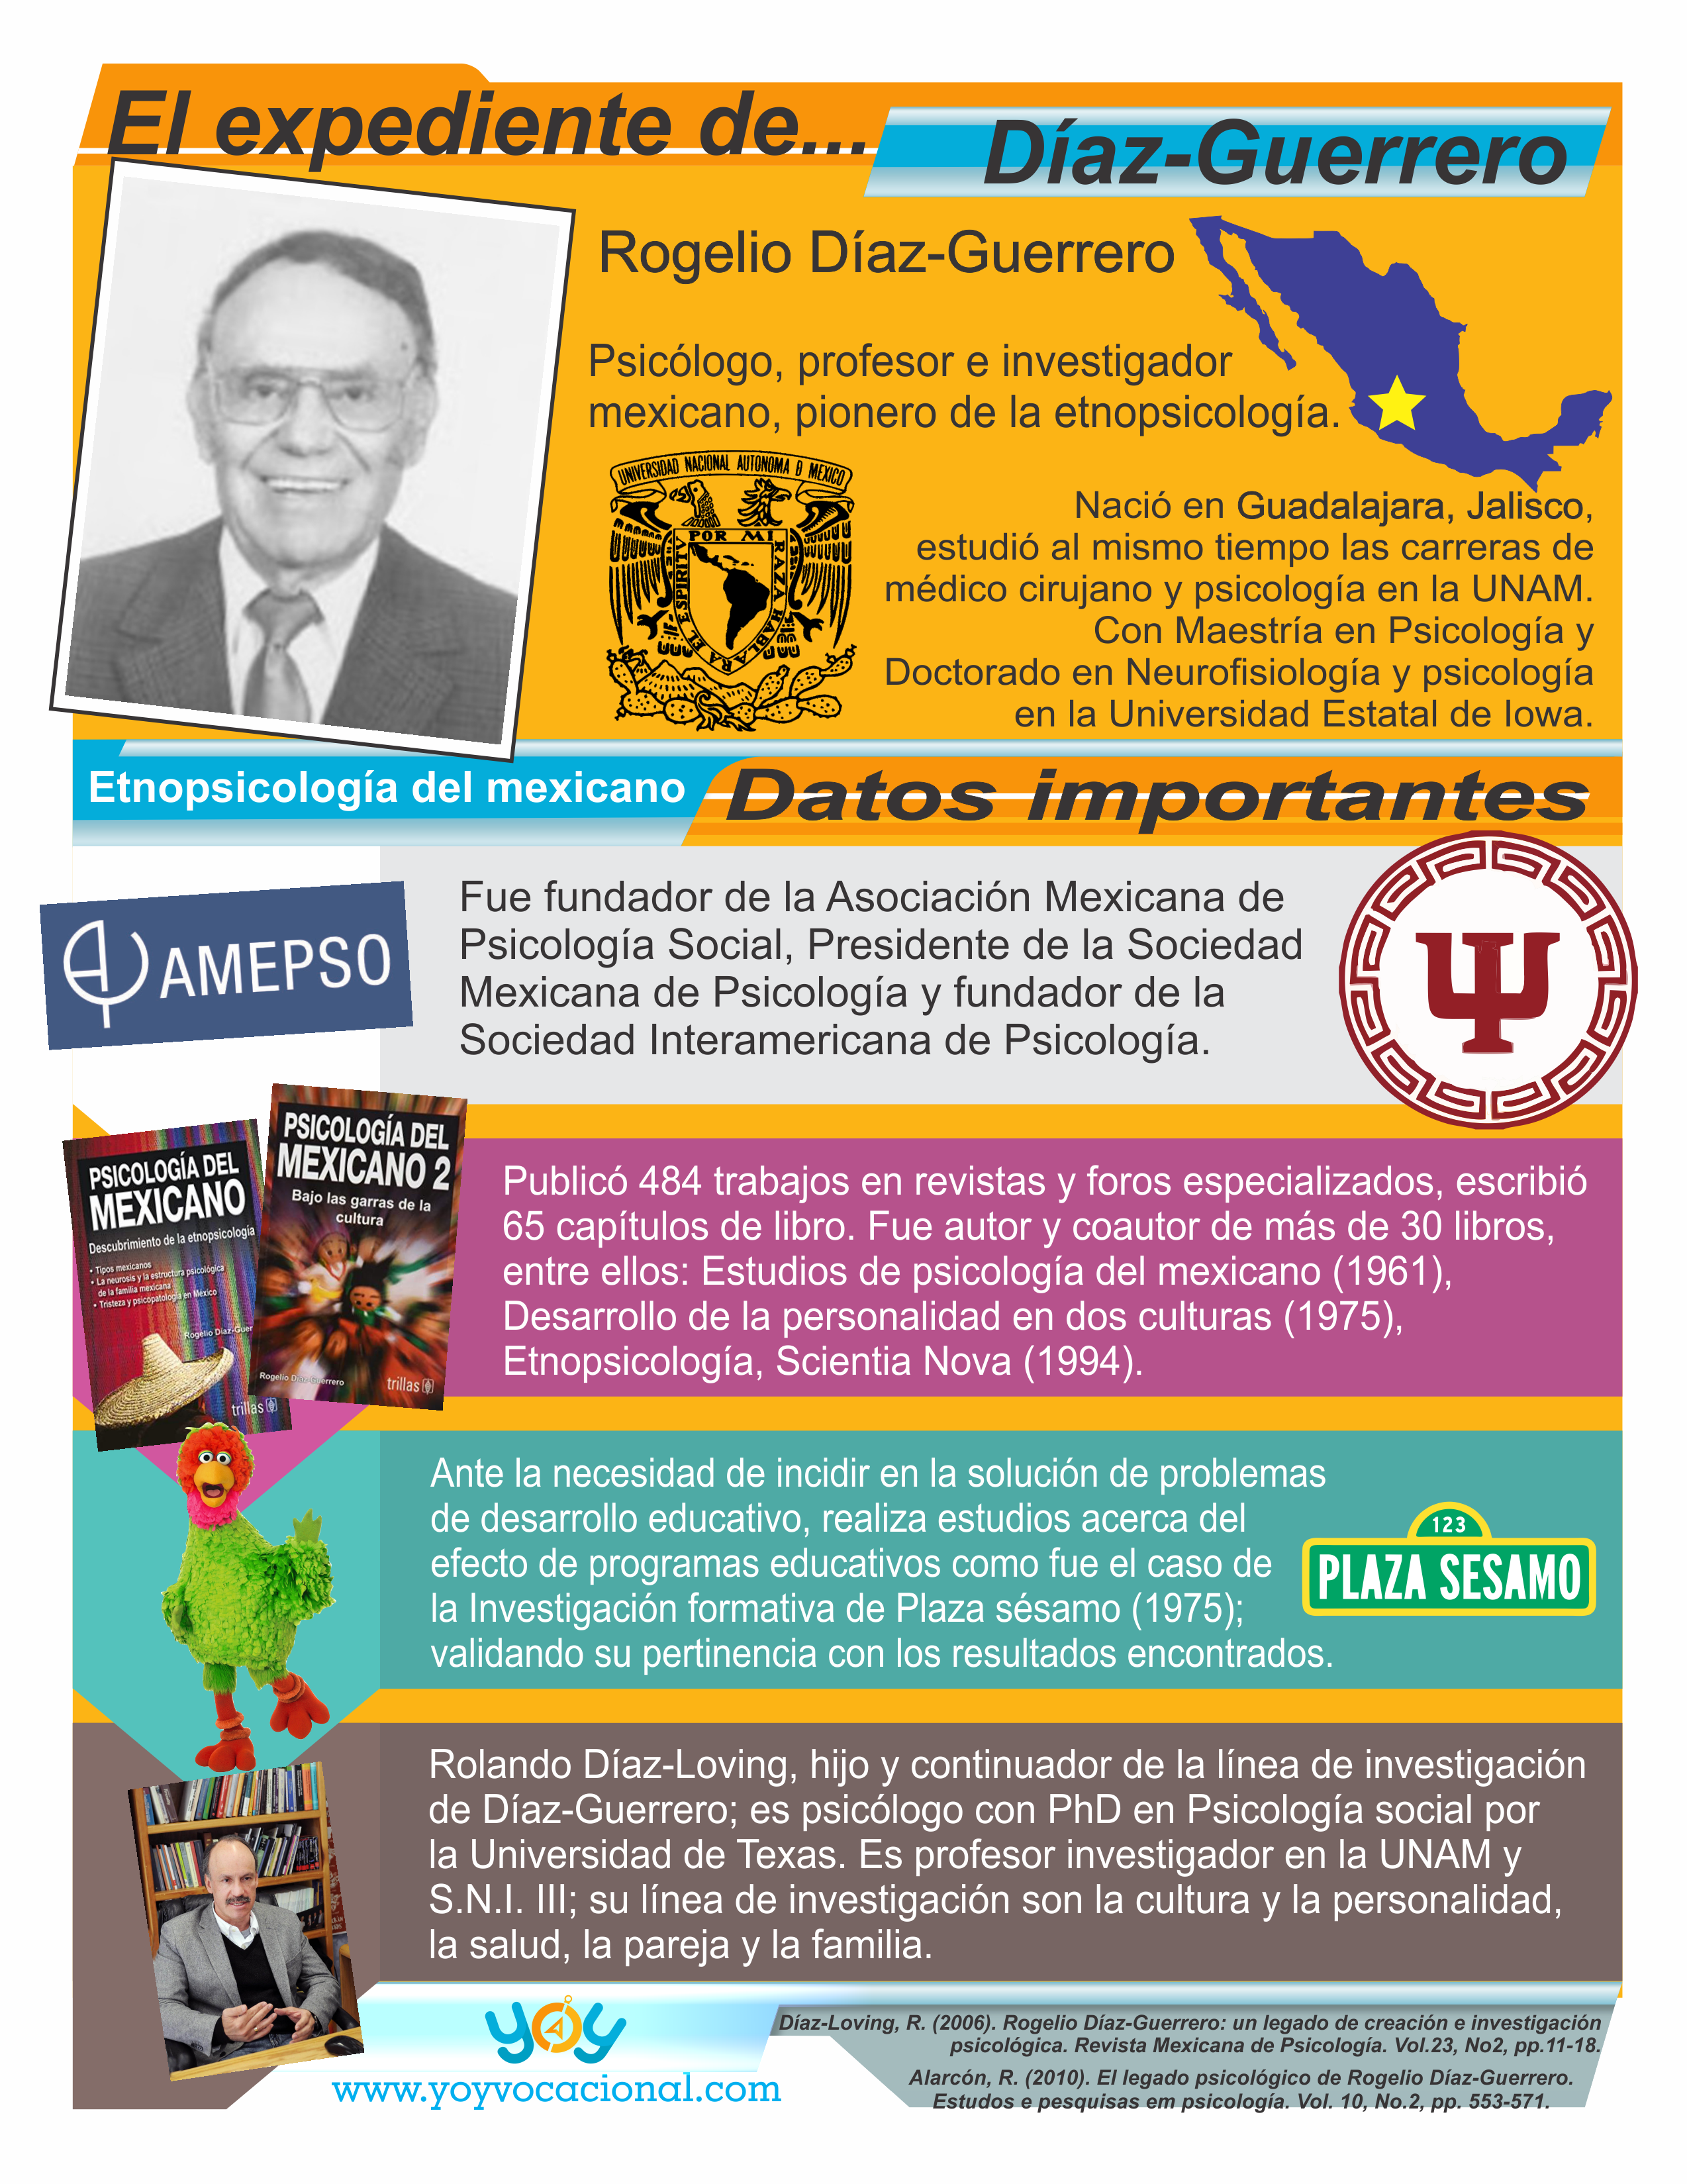 El expediente de...
Díaz-Guerrero
Rogelio Díaz-Guerrero
Psicólogo, profesor e investigador
mexicano, pionero de la etnopsicología.
UNIVERSIDAD NACIONAL AUTONOMA D MEXICO
POR MI RAZA HABLARA EL ESPIRITV
Nació en Guadalajara, Jalisco,
estudió al mismo tiempo las carreras de
médico cirujano y psicología en la UNAM.
Con Maestría en Psicología y
Doctorado en Neurofisiología y psicología
en la Universidad Estatal de Iowa.
Etnopsicología del mexicano
Datos importantes
AMEPSO
Fue fundador de la Asociación Mexicana de
Psicología Social, Presidente de la Sociedad
Mexicana de Psicología y fundador de la
Sociedad Interamericana de Psicología.
Ψ
PSICOLOGÍA DEL
MEXICANO
Descubrimiento de la etnopsicología
• Tipos mexicanos
• La neurosis y la estructura psicológica
de la familia mexicana
• Tristeza y psicopatología en México
Rogelio Díaz-Guer
trillas
PSICOLOGÍA DEL
MEXICANO 2
Bajo las garras de la
cultura
Rogelio Díaz-Guerrero
trillas
Publicó 484 trabajos en revistas y foros especializados, escribió
65 capítulos de libro. Fue autor y coautor de más de 30 libros,
entre ellos: Estudios de psicología del mexicano (1961),
Desarrollo de la personalidad en dos culturas (1975),
Etnopsicología, Scientia Nova (1994).
Ante la necesidad de incidir en la solución de problemas
de desarrollo educativo, realiza estudios acerca del
efecto de programas educativos como fue el caso de
la Investigación formativa de Plaza sésamo (1975);
validando su pertinencia con los resultados encontrados.
123
PLAZA SESAMO
Rolando Díaz-Loving, hijo y continuador de la línea de investigación
de Díaz-Guerrero; es psicólogo con PhD en Psicología social por
la Universidad de Texas. Es profesor investigador en la UNAM y
S.N.I. III; su línea de investigación son la cultura y la personalidad,
la salud, la pareja y la familia.
yoy
www.yoyvocacional.com
Díaz-Loving, R. (2006). Rogelio Díaz-Guerrero: un legado de creación e investigación
psicológica. Revista Mexicana de Psicología. Vol.23, No2, pp.11-18.
Alarcón, R. (2010). El legado psicológico de Rogelio Díaz-Guerrero.
Estudos e pesquisas em psicología. Vol. 10, No.2, pp. 553-571.